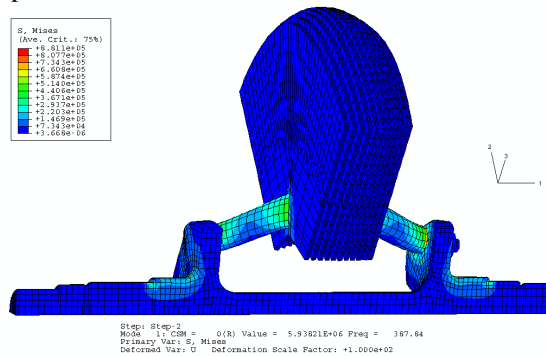 S, Mises
(Ave. Crit.: 75%)
+8.811e+05
+8.077e+05
+7.343e+05
+6.608e+05
+5.874e+05
+5.140e+05
+4.406e+05
+3.671e+05
+2.937e+05
+2.203e+05
+1.469e+05
+7.343e+04
+3.668e-06
2
3
1
Step: Step-2
Mode 1: CSM = 0(R) Value = 5.93821E+06 Freq = 387.84
Primary Var: S, Mises
Deformed Var: U Deformation Scale Factor: +1.000e+02